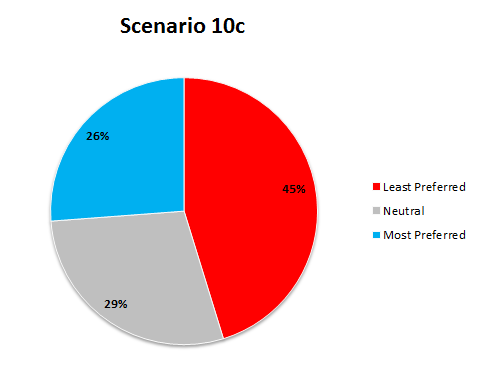 Scenario 10c
26%
45%
29%
Least Preferred
Neutral
Most Preferred